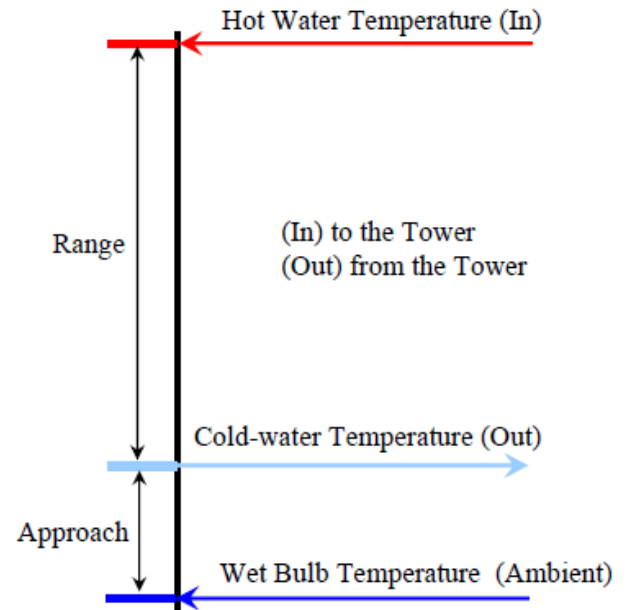 Hot Water Temperature (In)
Range
(In) to the Tower
(Out) from the Tower
Cold-water Temperature (Out)
Approach
Wet Bulb Temperature (Ambient)